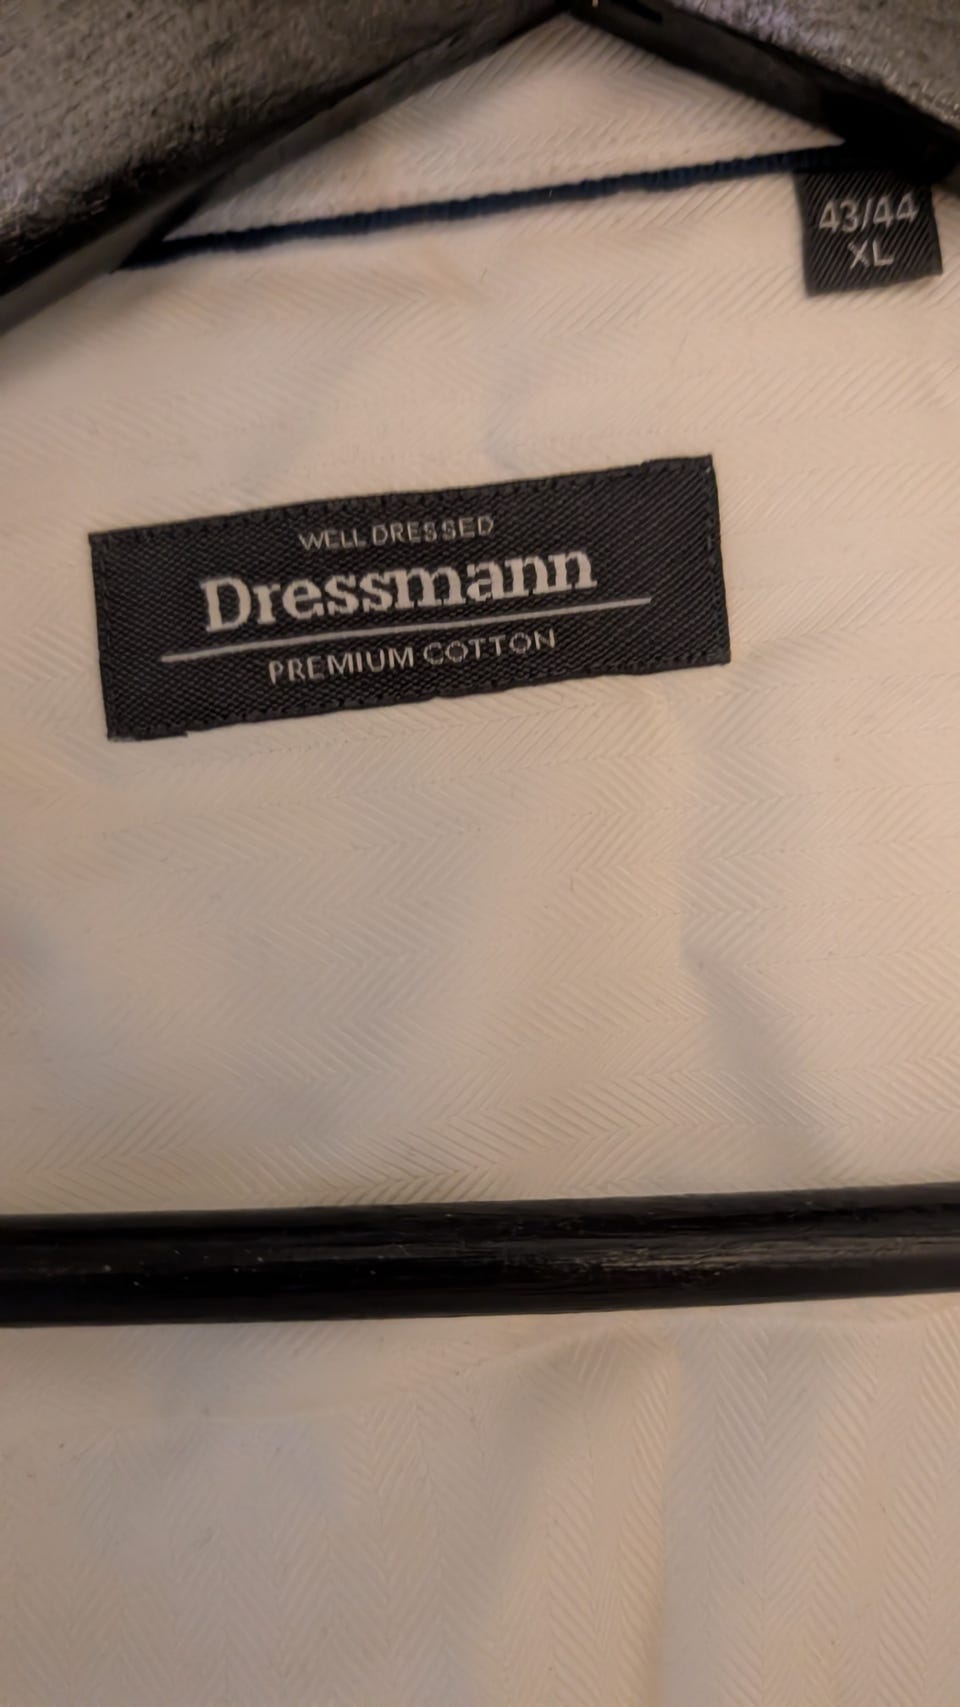 43/44
XL
WELL DRESSED
Dressmann
PREMIUM COTTON